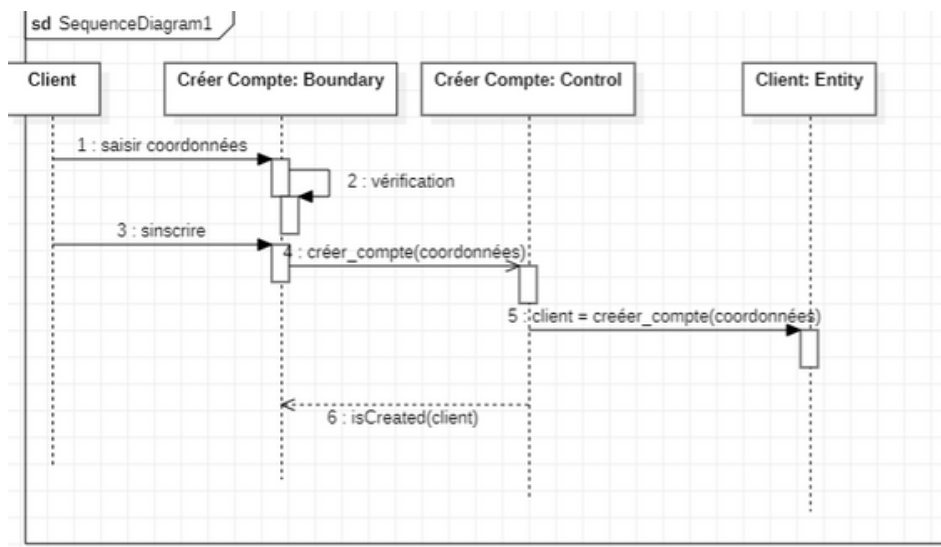 sd SequenceDiagram1
Client
Créer Compte: Boundary
Créer Compte: Control
Client: Entity
1 : saisir coordonnées
2 : vérification
3 : sinscrire
4 : créer_compte(coordonnées)
5 : client = creéer_compte(coordonnées)
6 : isCreated(client)